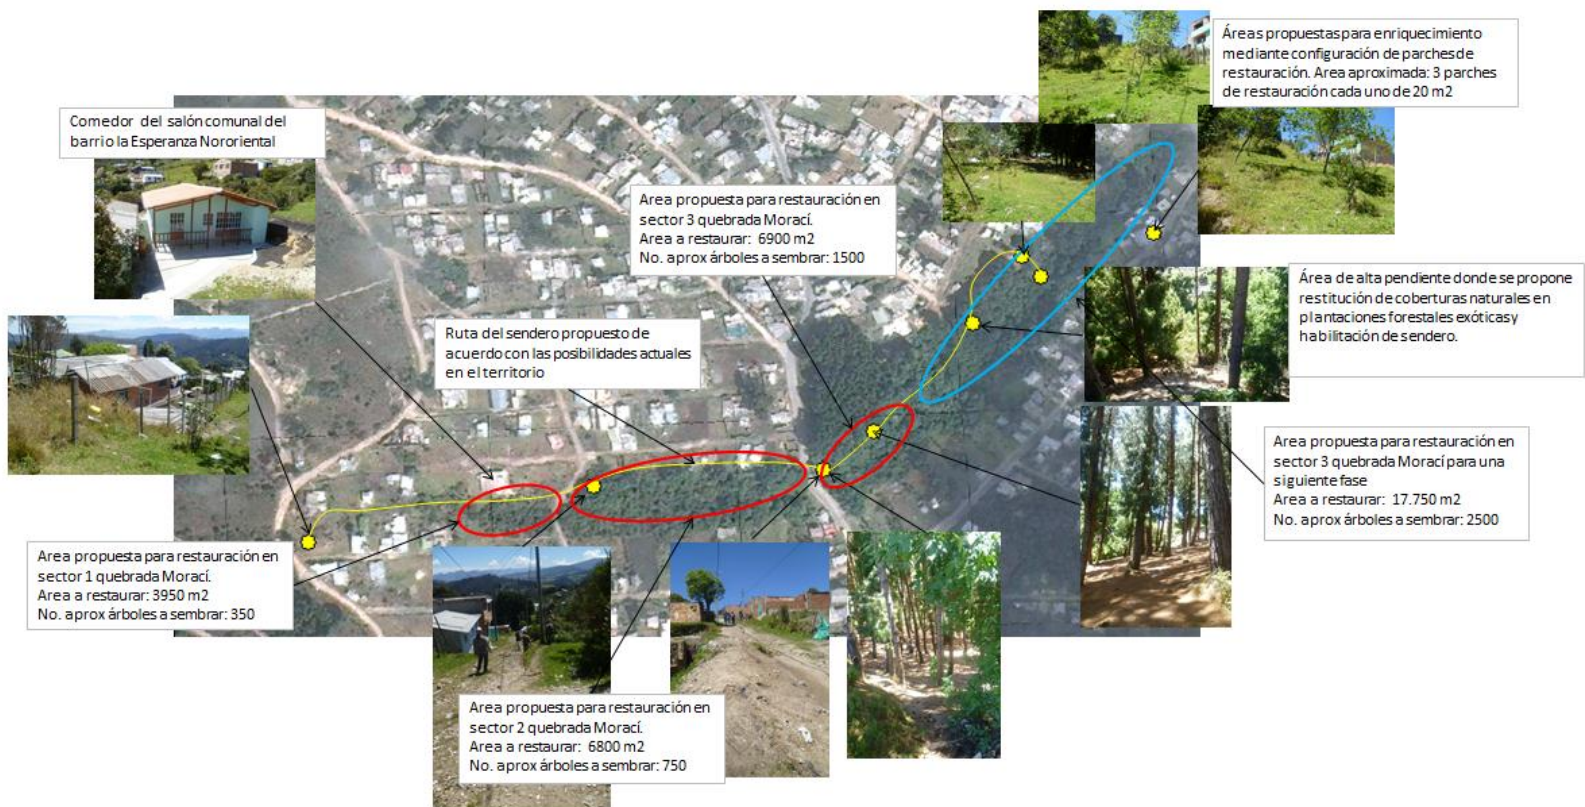 Áreas propuestas para enriquecimiento
mediante configuración de parches de
restauración. Area aproximada: 3 parches
de restauración cada uno de 20 m2
Comedor del salón comunal del
barrio la Esperanza Nororiental
Area propuesta para restauración en
sector 3 quebrada Morací.
Area a restaurar: 6900 m2
No. aprox árboles a sembrar: 1500
Área de alta pendiente donde se propone
restitución de coberturas naturales en
plantaciones forestales exóticas y
habilitación de sendero.
Ruta del sendero propuesto de
acuerdo con las posibilidades actuales
en el territorio
Area propuesta para restauración en
sector 3 quebrada Morací para una
siguiente fase
Area a restaurar: 17.750 m2
No. aprox árboles a sembrar: 2500
Area propuesta para restauración en
sector 1 quebrada Morací.
Area a restaurar: 3950 m2
No. aprox árboles a sembrar: 350
Area propuesta para restauración en
sector 2 quebrada Morací.
Area a restaurar: 6800 m2
No. aprox árboles a sembrar: 750